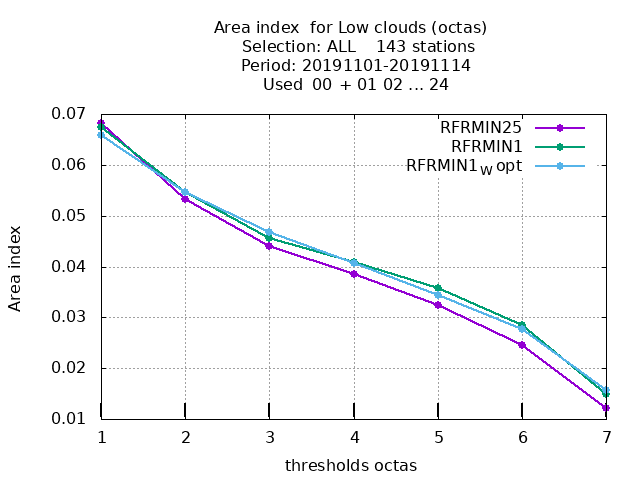 Area index  for Low clouds (octas)
Selection: ALL    143 stations
Period: 20191101-20191114
Used  00  + 01 02 ... 24
RFRMIN25
RFRMIN1
RFRMIN1W opt
0.07
0.06
0.05
0.04
0.03
0.02
0.01
Area index
1 2 3 4 5 6 7
thresholds octas